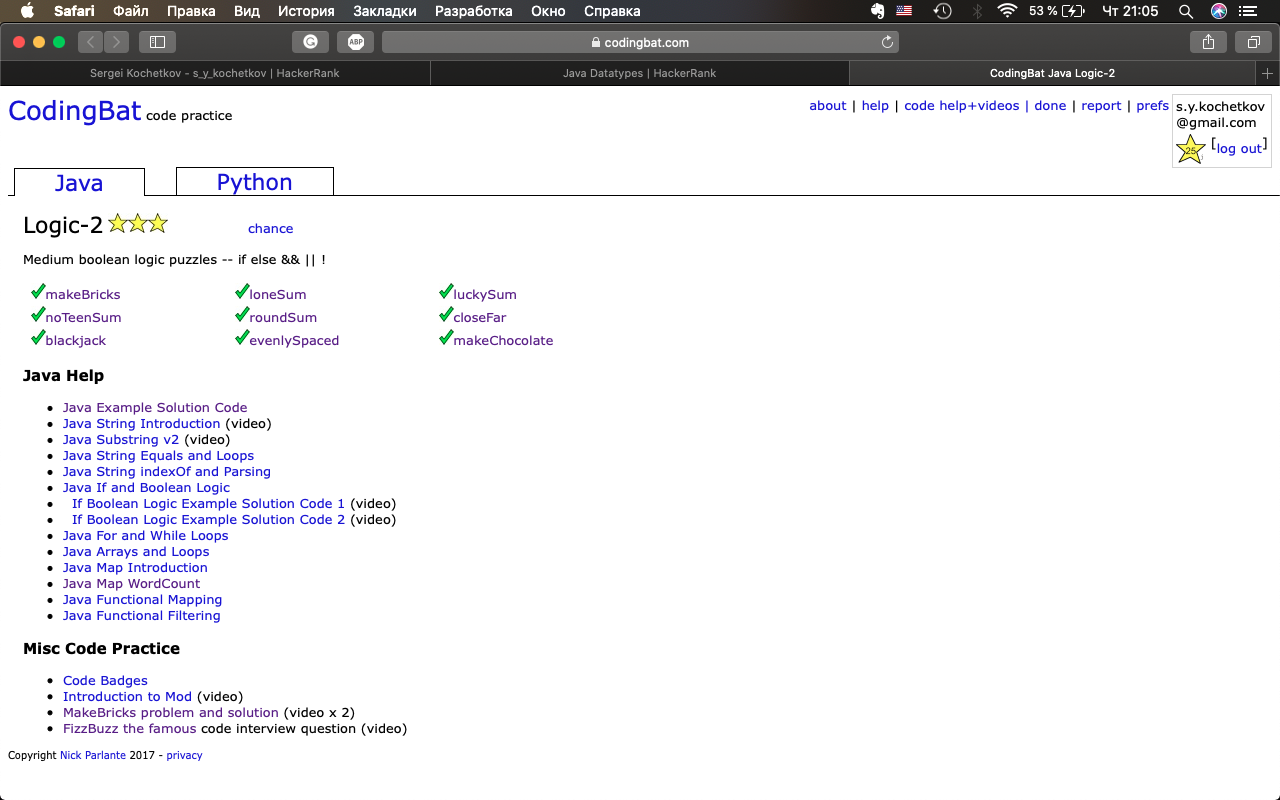 Safari Файл Правка Вид История Закладки Разработка Окно Справка 53 % Чт 21:05
ABP codingbat.com
Sergei Kochetkov - s_y_kochetkov | HackerRank Java Datatypes | HackerRank CodingBat Java Logic-2
CodingBat code practice
about | help | code help+videos | done | report | prefs
s.y.kochetkov
@gmail.com
25 [log out]
Java Python
Logic-2 chance
Medium boolean logic puzzles -- if else && || !
makeBricks loneSum luckySum
noTeenSum roundSum closeFar
blackjack evenlySpaced makeChocolate
Java Help
• Java Example Solution Code
• Java String Introduction (video)
• Java Substring v2 (video)
• Java String Equals and Loops
• Java String indexOf and Parsing
• Java If and Boolean Logic
• If Boolean Logic Example Solution Code 1 (video)
• If Boolean Logic Example Solution Code 2 (video)
• Java For and While Loops
• Java Arrays and Loops
• Java Map Introduction
• Java Map WordCount
• Java Functional Mapping
• Java Functional Filtering
Misc Code Practice
• Code Badges
• Introduction to Mod (video)
• MakeBricks problem and solution (video x 2)
• FizzBuzz the famous code interview question (video)
Copyright Nick Parlante 2017 - privacy